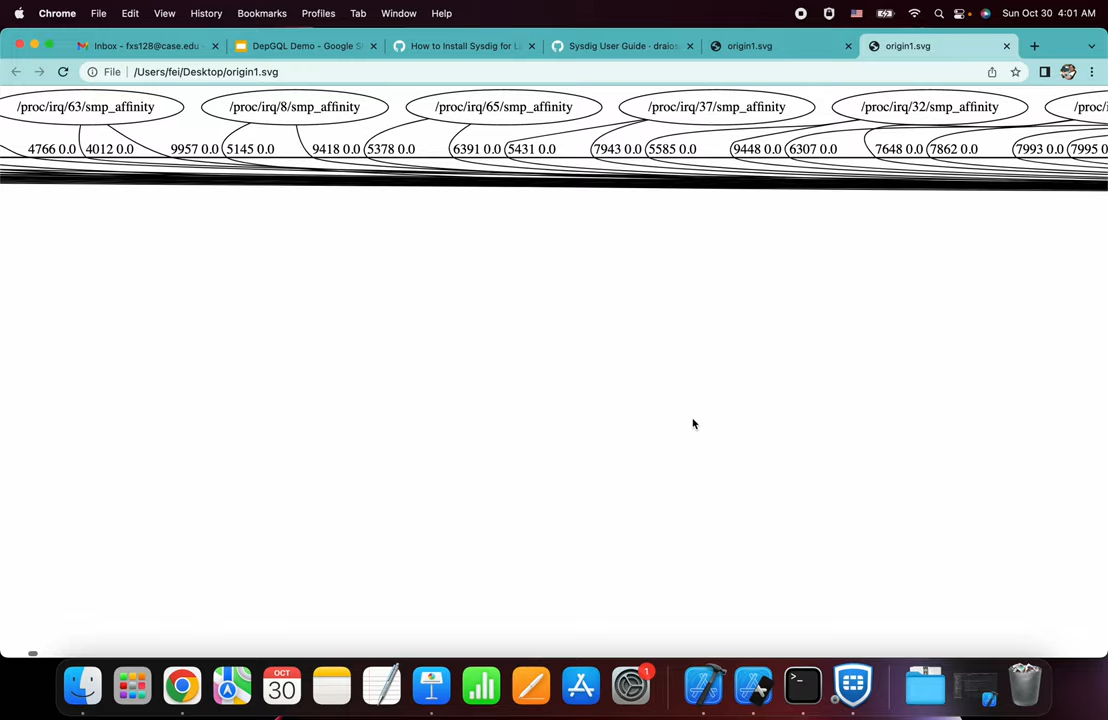 Chrome File Edit View History Bookmarks Profiles Tab Window Help Sun Oct 30 4:01 AM
Inbox - fxs128@case.edu - DepGQL Demo - Google S How to Install Sysdig for L Sysdig User Guide - draios origin1.svg origin1.svg
File /Users/fei/Desktop/origin1.svg
/proc/irq/63/smp_affinity /proc/irq/8/smp_affinity /proc/irq/65/smp_affinity /proc/irq/37/smp_affinity /proc/irq/32/smp_affinity /proc/i
4766 0.0 4012 0.0 9957 0.0 5145 0.0 9418 0.0 5378 0.0 6391 0.0 5431 0.0 7943 0.0 5585 0.0 9448 0.0 6307 0.0 7648 0.0 7862 0.0 7993 0.0 7995 0.0
OCT
30
1
>_